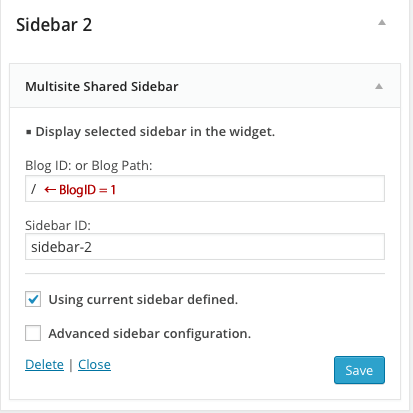 Sidebar 2
Multisite Shared Sidebar
▪ Display selected sidebar in the widget.
Blog ID: or Blog Path:
/ ← BlogID = 1
Sidebar ID:
sidebar-2
Using current sidebar defined.
Advanced sidebar configuration.
Delete | Close
Save